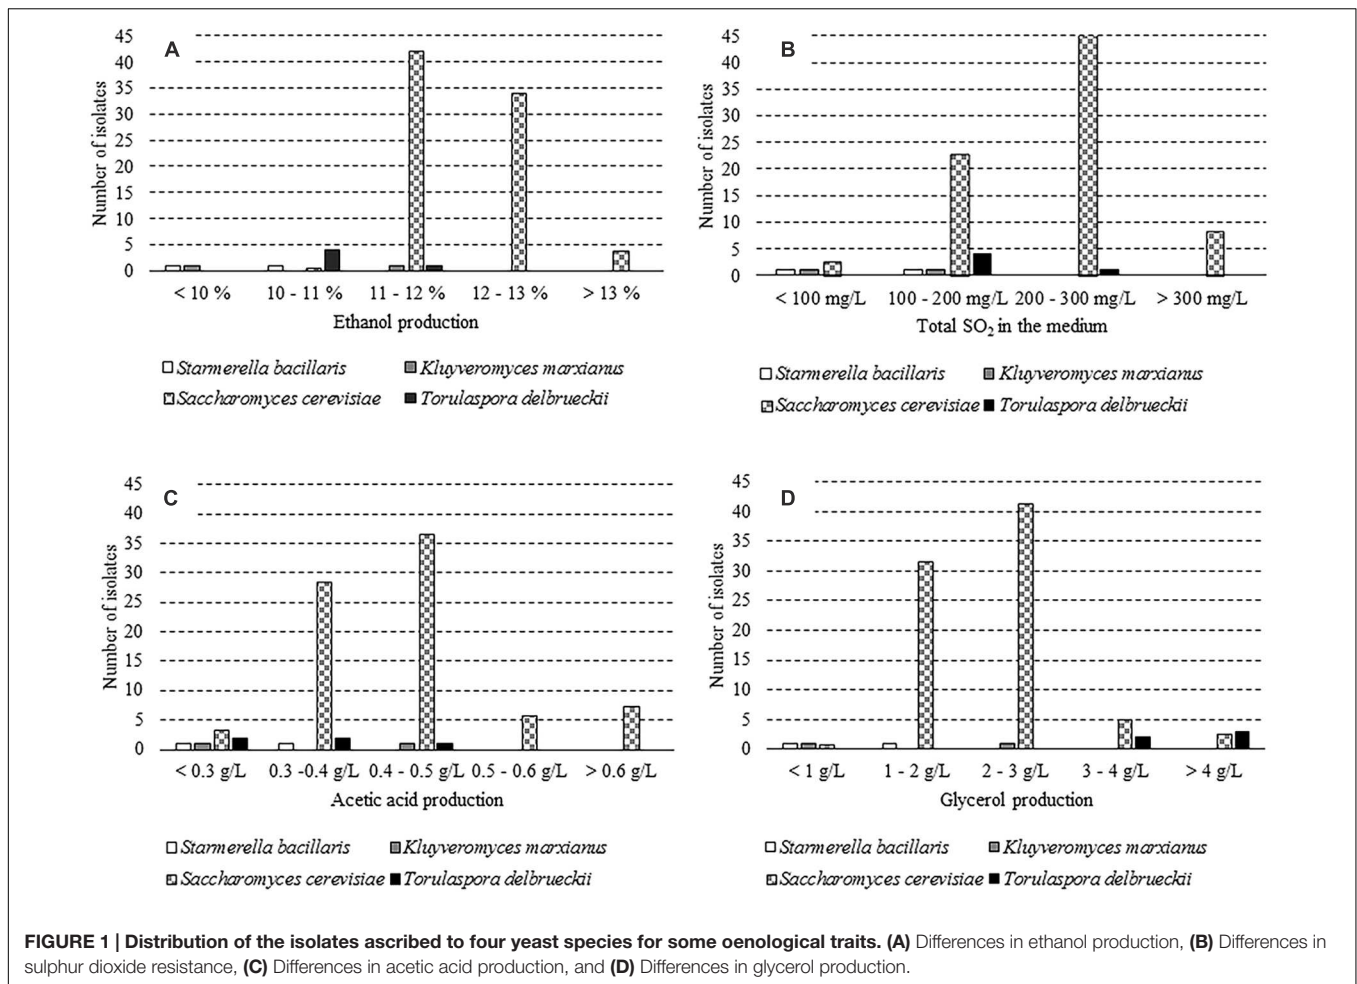 A
Number of isolates
45
40
35
30
25
20
15
10
5
0
< 10 % 10 - 11 % 11 - 12 % 12 - 13 % > 13 %
Ethanol production
Starmerella bacillaris Kluyveromyces marxianus
Saccharomyces cerevisiae Torulaspora delbrueckii
B
Number of isolates
45
40
35
30
25
20
15
10
5
0
< 100 mg/L 100 - 200 mg/L 200 - 300 mg/L > 300 mg/L
Total SO2 in the medium
Starmerella bacillaris Kluyveromyces marxianus
Saccharomyces cerevisiae Torulaspora delbrueckii
C
Number of isolates
45
40
35
30
25
20
15
10
5
0
< 0.3 g/L 0.3 -0.4 g/L 0.4 - 0.5 g/L 0.5 - 0.6 g/L > 0.6 g/L
Acetic acid production
Starmerella bacillaris Kluyveromyces marxianus
Saccharomyces cerevisiae Torulaspora delbrueckii
D
Number of isolates
45
40
35
30
25
20
15
10
5
0
< 1 g/L 1 - 2 g/L 2 - 3 g/L 3 - 4 g/L > 4 g/L
Glycerol production
Starmerella bacillaris Kluyveromyces marxianus
Saccharomyces cerevisiae Torulaspora delbrueckii
FIGURE 1 | Distribution of the isolates ascribed to four yeast species for some oenological traits. (A) Differences in ethanol production, (B) Differences in
sulphur dioxide resistance, (C) Differences in acetic acid production, and (D) Differences in glycerol production.